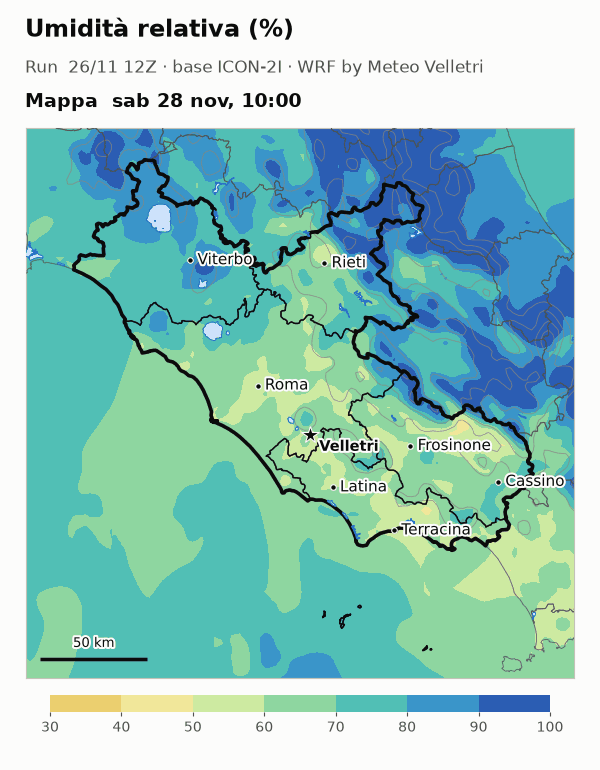 Umidità relativa (%)
Run 26/11 12Z · base ICON-2I · WRF by Meteo Velletri
Mappa sab 28 nov, 10:00
Viterbo
Rieti
Roma
Velletri
Frosinone
Cassino
Latina
Terracina
50 km
30 40 50 60 70 80 90 100